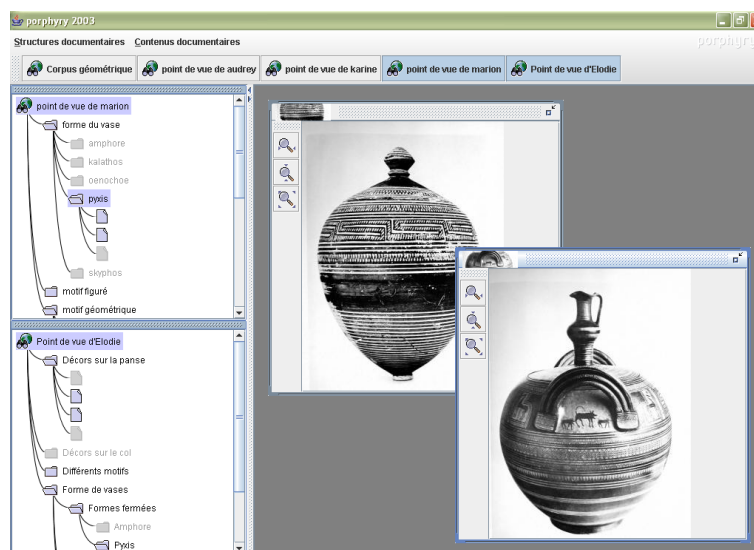 porphyry 2003
Structures documentaires Contenus documentaires
porphyry
Corpus géométrique point de vue de audrey point de vue de karine point de vue de marion Point de vue d'Elodie
point de vue de marion
forme du vase
amphore
kalathos
oenochoe
pyxis
skyphos
motif figuré
motif géométrique
Point de vue d'Elodie
Décors sur la panse
Décors sur le col
Différents motifs
Forme de vases
Formes fermées
Amphore
Pyxis